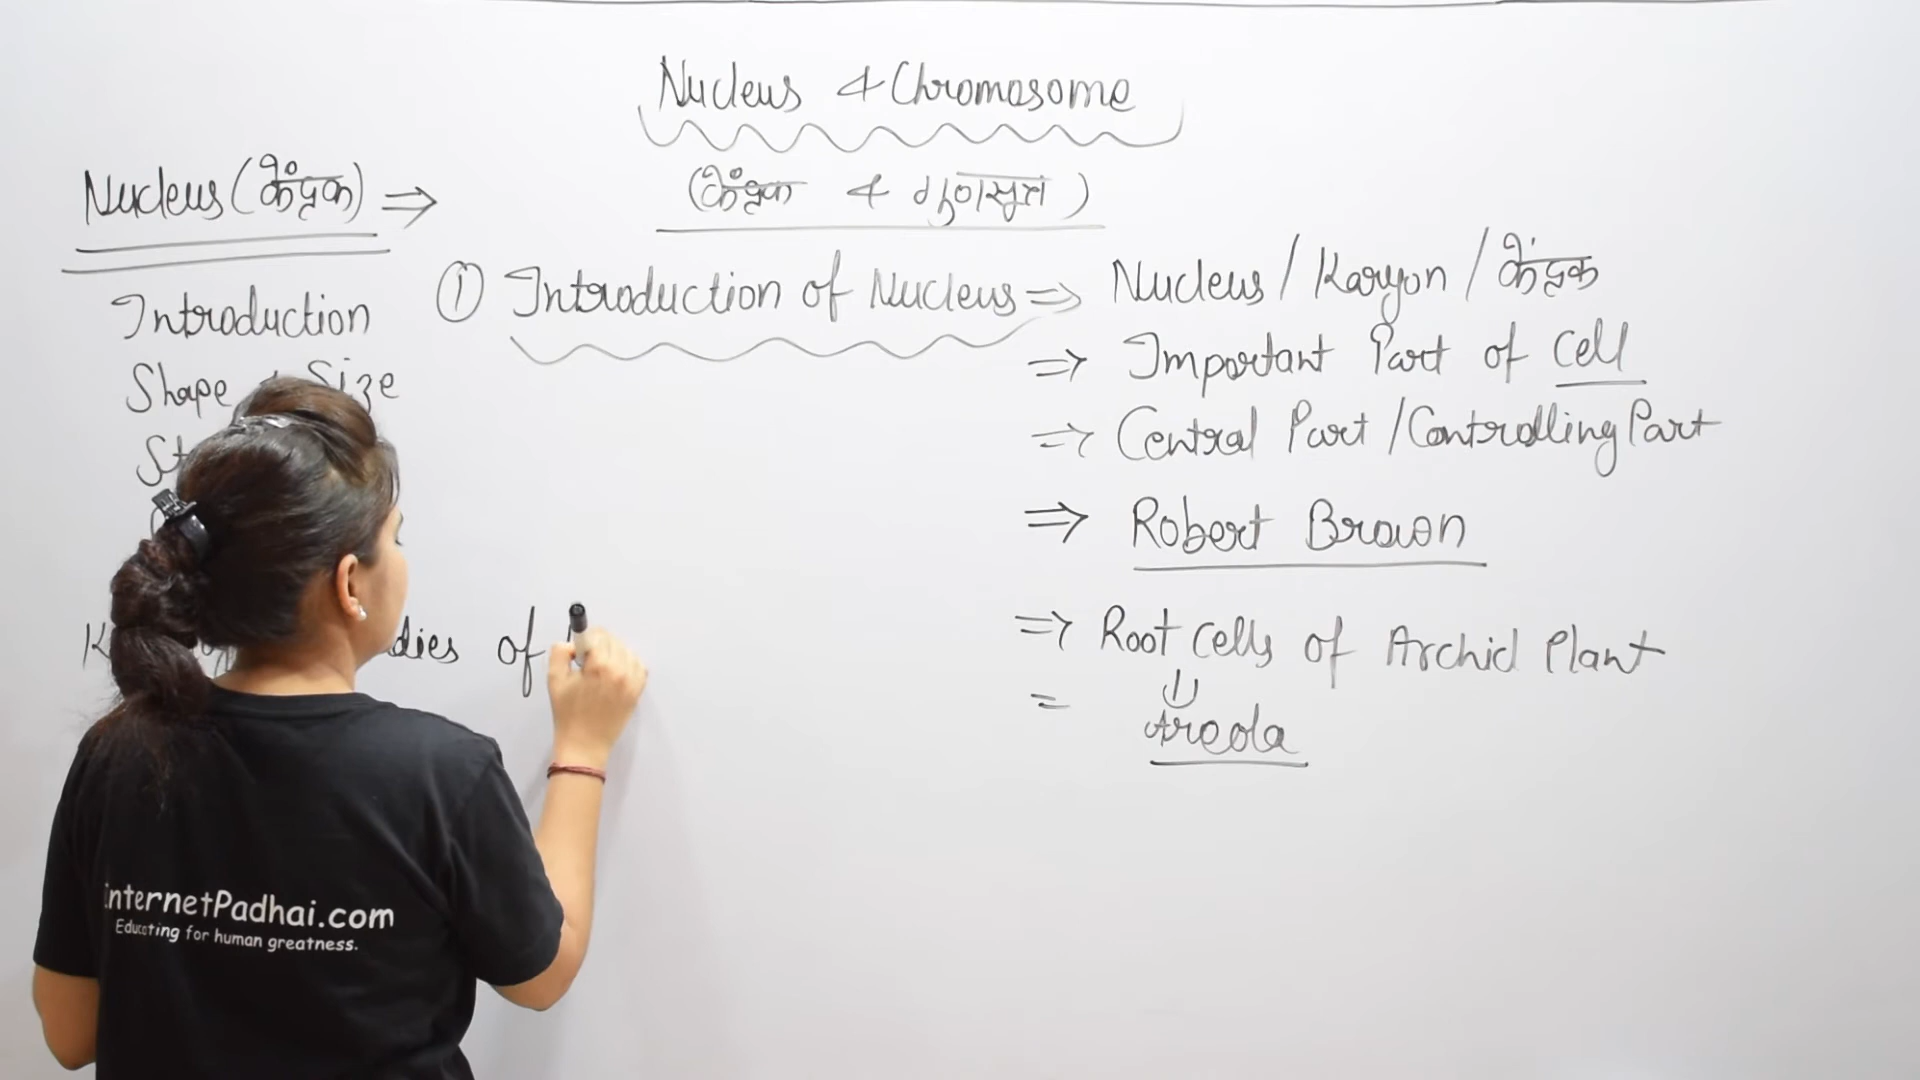 Nucleus & Chromosome
(केंद्रक & गुणसूत्र)
Nucleus (केंद्रक) ⇒
Introduction
Shape & Size
① Introduction of Nucleus ⇒ Nucleus / Karyon / केंद्रक
⇒ Important Part of Cell
⇒ Central Part / Controlling Part
⇒ Robert Brown
⇒ Root Cells of Archid Plant
= Areola
of
InternetPadhai.com
Educating for human greatness.